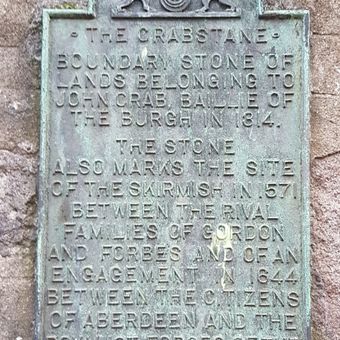 - THE CRABSTANE -
BOUNDARY STONE OF
LANDS BELONGING TO
JOHN CRAB, BAILLIE OF
THE BURGH IN 1314.
THE STONE
ALSO MARKS THE SITE
OF THE SKIRMISH IN 1571
BETWEEN THE RIVAL
FAMILIES OF GORDON
AND FORBES AND OF AN
ENGAGEMENT IN 1644
BETWEEN THE CITIZENS
OF ABERDEEN AND THE